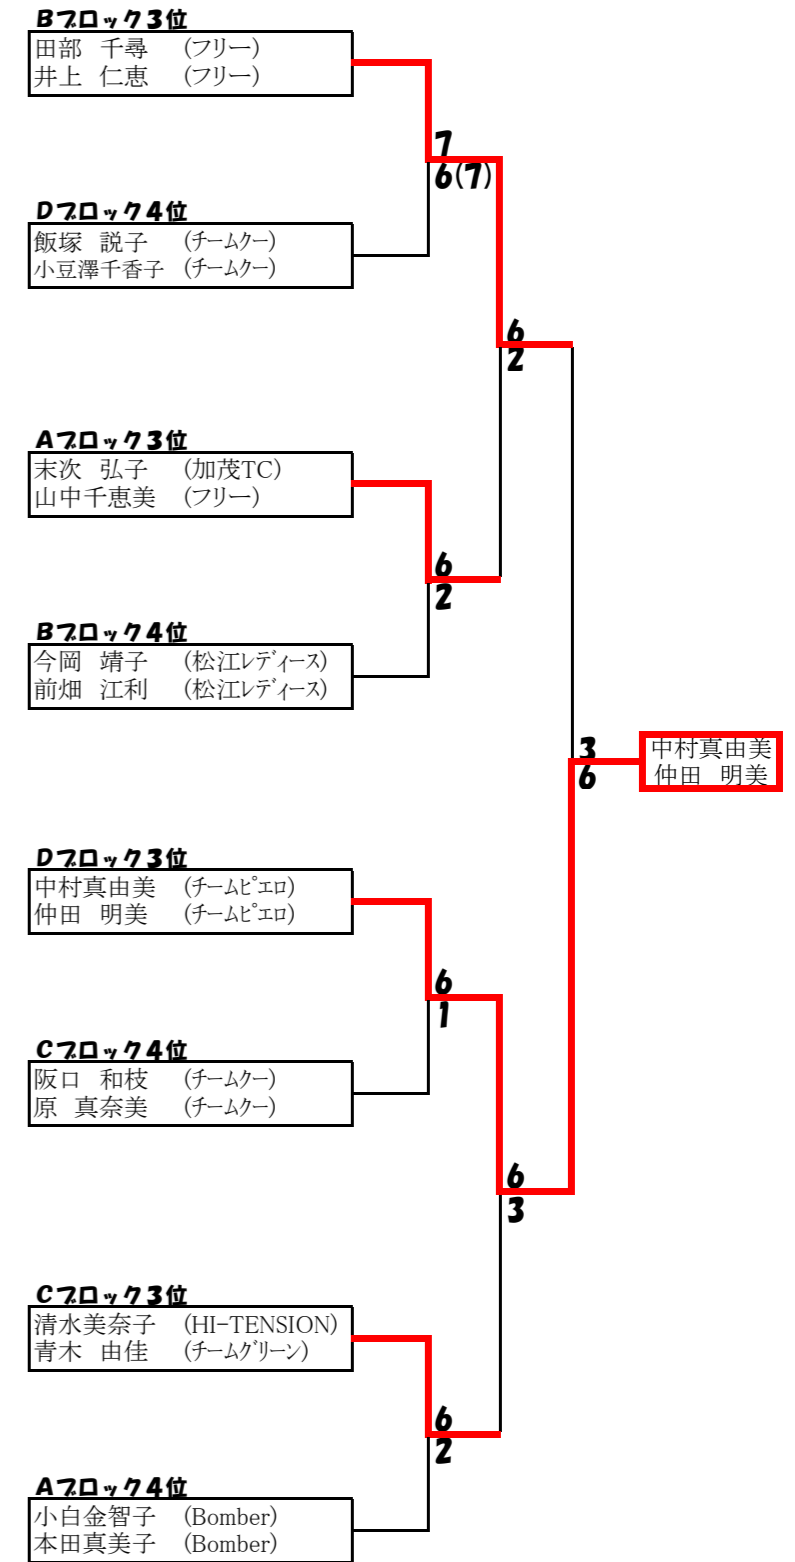 Bブロック3位
田部 千尋 (フリー)
井上 仁恵 (フリー)
7
6(7)
Dブロック4位
飯塚 説子 (チームクー)
小豆澤千香子 (チームクー)
6
2
Aブロック3位
末次 弘子 (加茂TC)
山中千恵美 (フリー)
6
2
Bブロック4位
今岡 靖子 (松江レディース)
前畑 江利 (松江レディース)
3
6
中村真由美
仲田 明美
Dブロック3位
中村真由美 (チームピエロ)
仲田 明美 (チームピエロ)
6
1
Cブロック4位
阪口 和枝 (チームクー)
原 真奈美 (チームクー)
6
3
Cブロック3位
清水美奈子 (HI-TENSION)
青木 由佳 (チームグリーン)
6
2
Aブロック4位
小白金智子 (Bomber)
本田真美子 (Bomber)